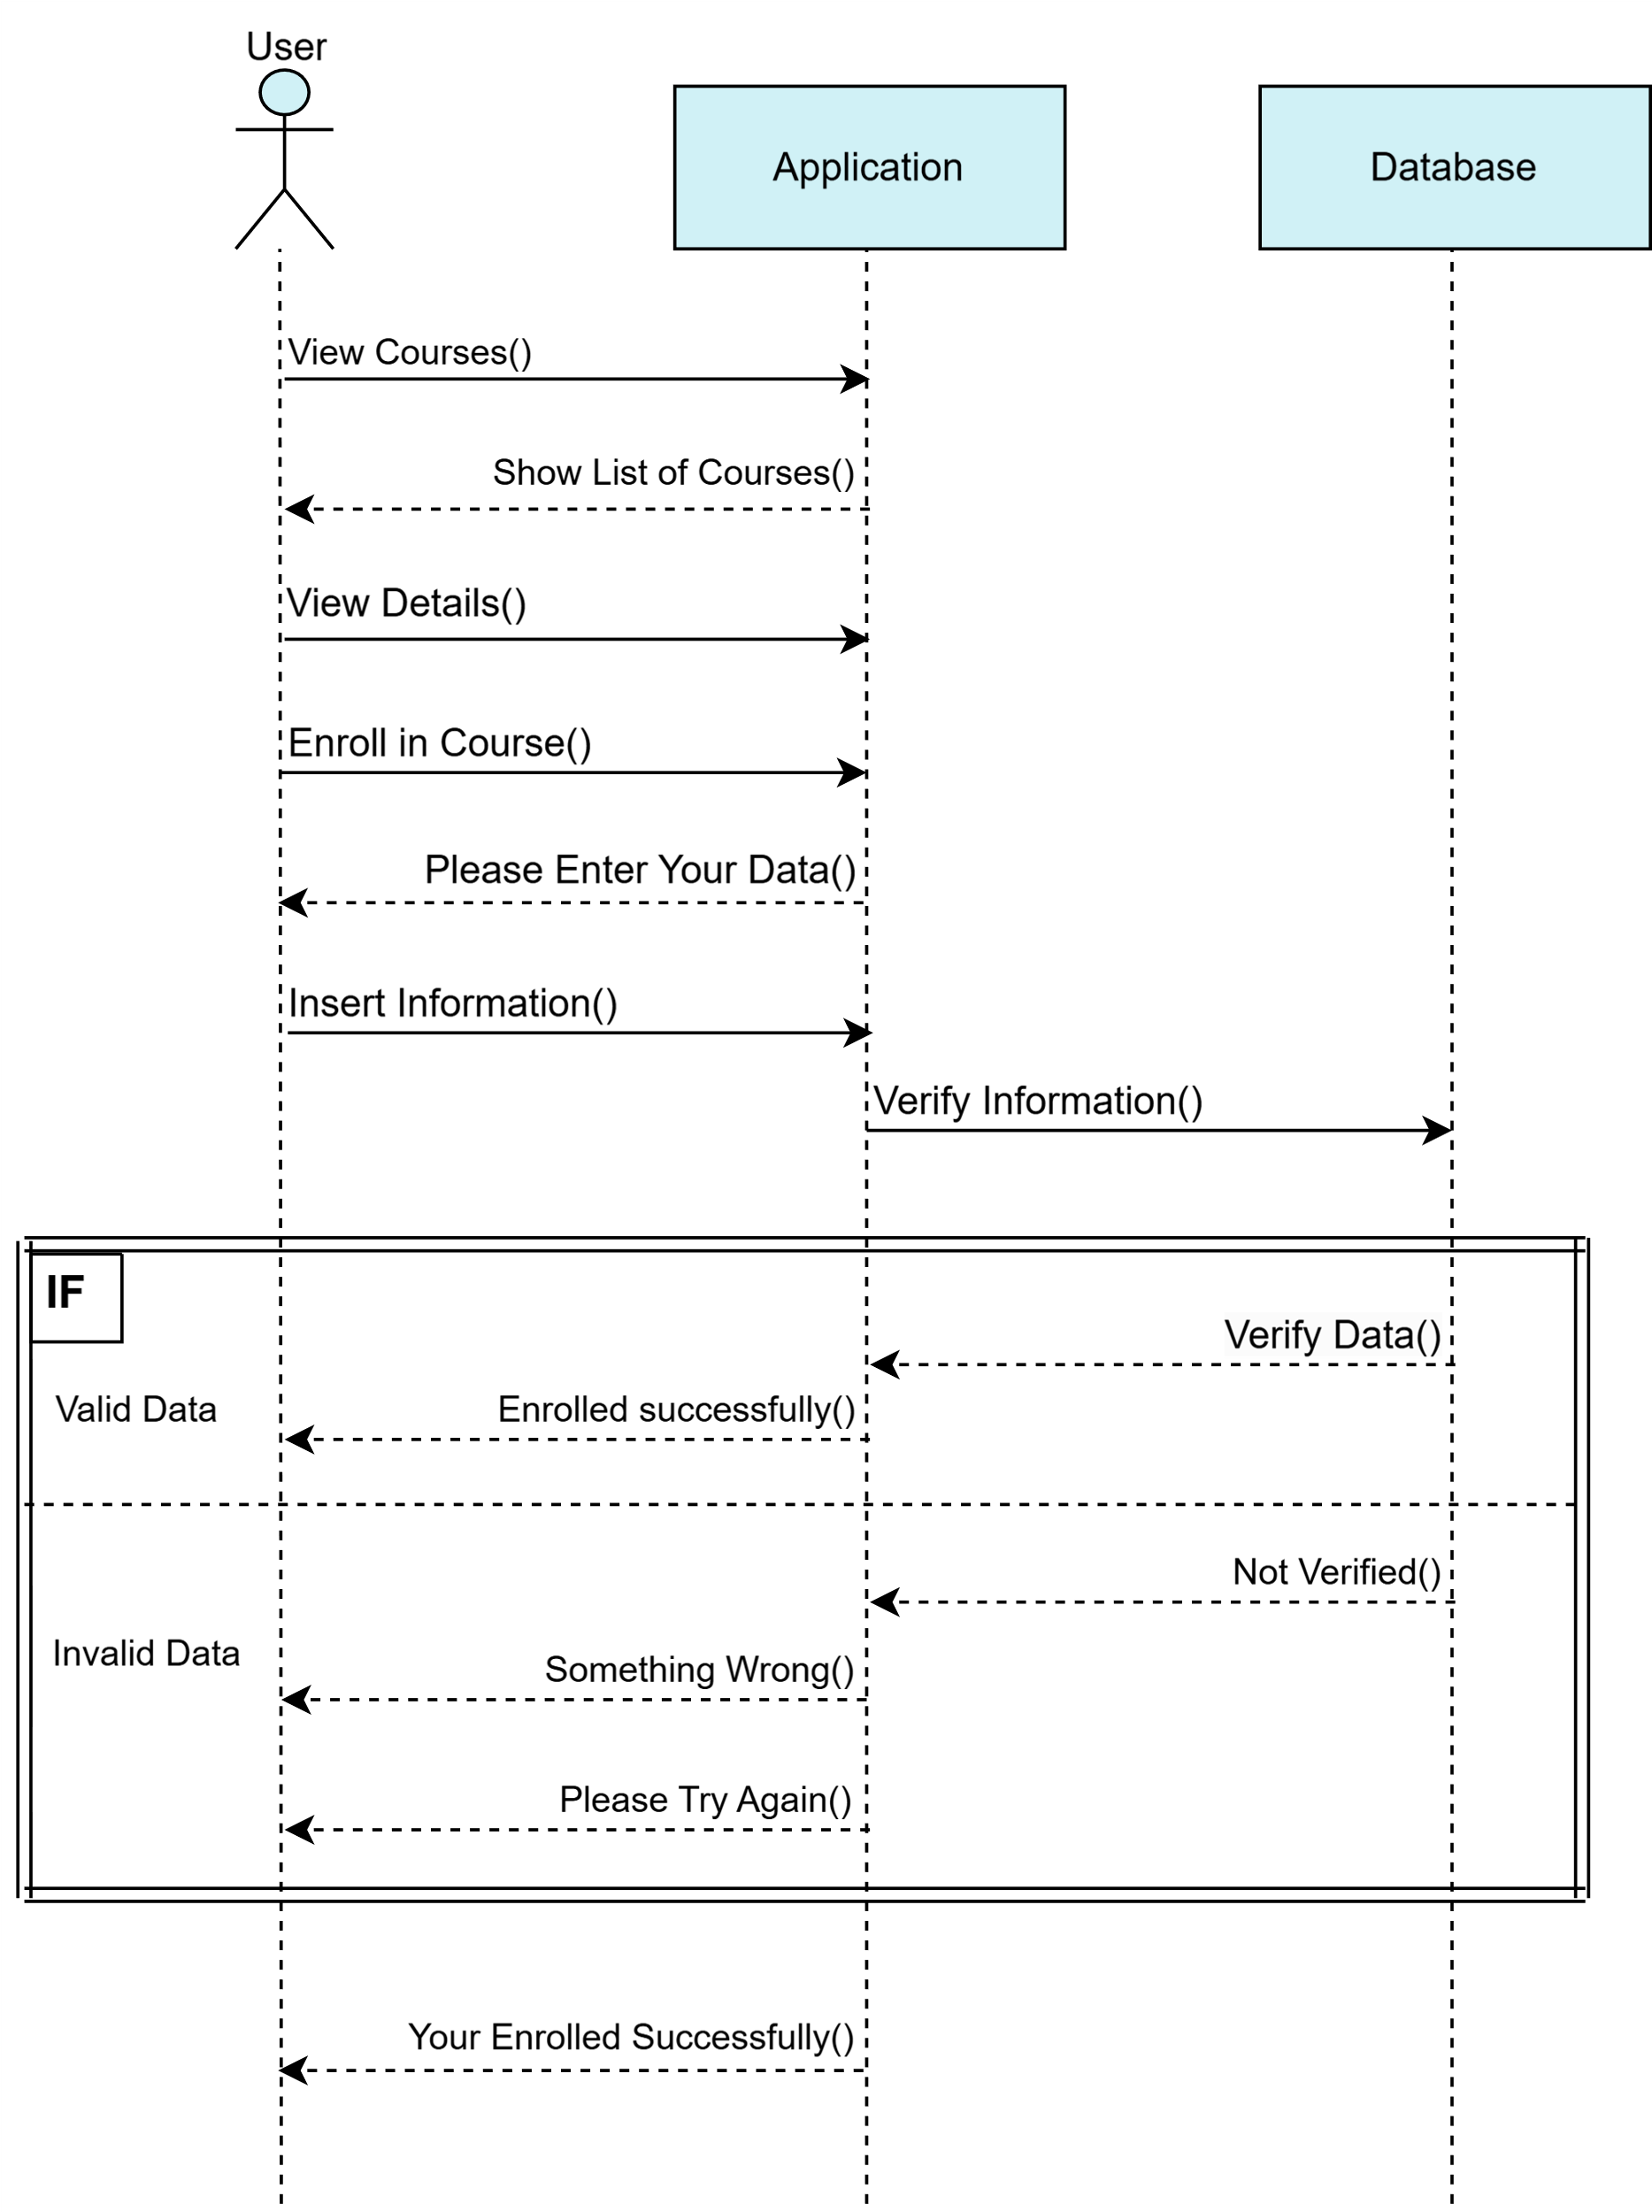 User
Application
Database
View Courses()
Show List of Courses()
View Details()
Enroll in Course()
Please Enter Your Data()
Insert Information()
Verify Information()
IF
Verify Data()
Valid Data
Enrolled successfully()
Not Verified()
Invalid Data
Something Wrong()
Please Try Again()
Your Enrolled Successfully()